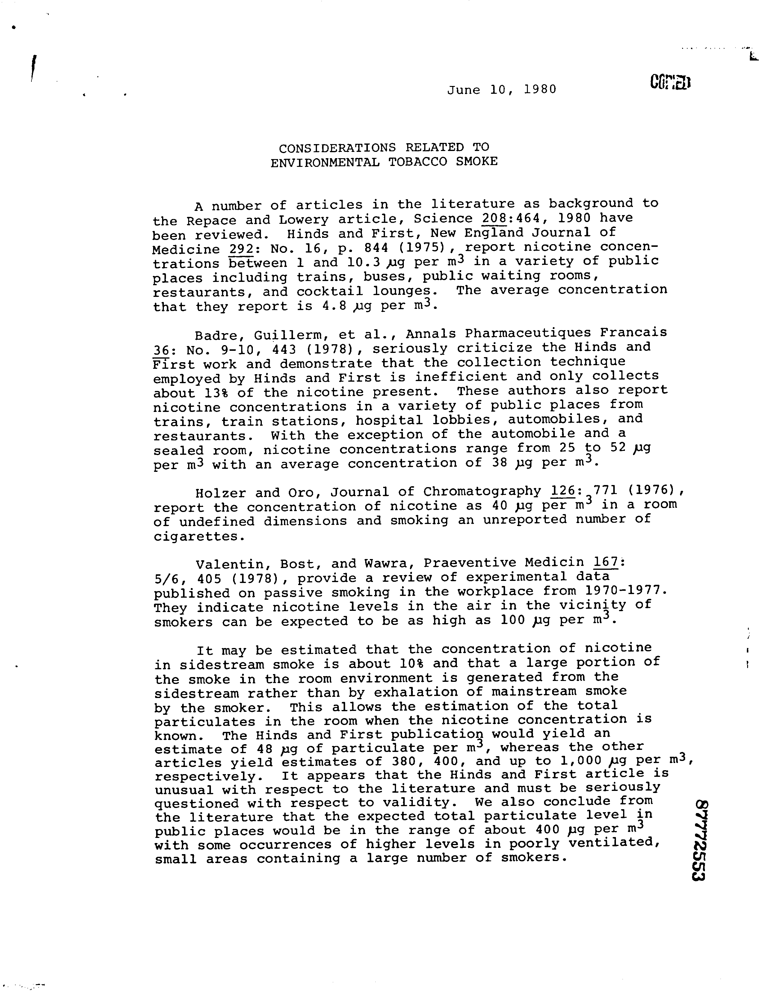 June 10, 1980
COPIED
CONSIDERATIONS RELATED TO
ENVIRONMENTAL TOBACCO SMOKE
A number of articles in the literature as background to
the Repace and Lowery article, Science 208:464, 1980 have
been reviewed. Hinds and First, New England Journal of
Medicine 292: No. 16, p. 844 (1975), report nicotine concen-
trations between 1 and 10.3 µg per m³ in a variety of public
places including trains, buses, public waiting rooms,
restaurants, and cocktail lounges. The average concentration
that they report is 4.8 µg per m³.
Badre, Guillerm, et al., Annals Pharmaceutiques Francais
36: No. 9-10, 443 (1978), seriously criticize the Hinds and
First work and demonstrate that the collection technique
employed by Hinds and First is inefficient and only collects
about 13% of the nicotine present. These authors also report
nicotine concentrations in a variety of public places from
trains, train stations, hospital lobbies, automobiles, and
restaurants. With the exception of the automobile and a
sealed room, nicotine concentrations range from 25 to 52 µg
per m³ with an average concentration of 38 µg per m³.
Holzer and Oro, Journal of Chromatography 126: 771 (1976),
report the concentration of nicotine as 40 µg per m³ in a room
of undefined dimensions and smoking an unreported number of
cigarettes.
Valentin, Bost, and Wawra, Praeventive Medicin 167:
5/6, 405 (1978), provide a review of experimental data
published on passive smoking in the workplace from 1970-1977.
They indicate nicotine levels in the air in the vicinity of
smokers can be expected to be as high as 100 µg per m³.
It may be estimated that the concentration of nicotine
in sidestream smoke is about 10% and that a large portion of
the smoke in the room environment is generated from the
sidestream rather than by exhalation of mainstream smoke
by the smoker. This allows the estimation of the total
particulates in the room when the nicotine concentration is
known. The Hinds and First publication would yield an
estimate of 48 µg of particulate per m³, whereas the other
articles yield estimates of 380, 400, and up to 1,000 µg per m³,
respectively. It appears that the Hinds and First article is
unusual with respect to the literature and must be seriously
questioned with respect to validity. We also conclude from
the literature that the expected total particulate level in
public places would be in the range of about 400 µg per m³
with some occurrences of higher levels in poorly ventilated,
small areas containing a large number of smokers.
87772553